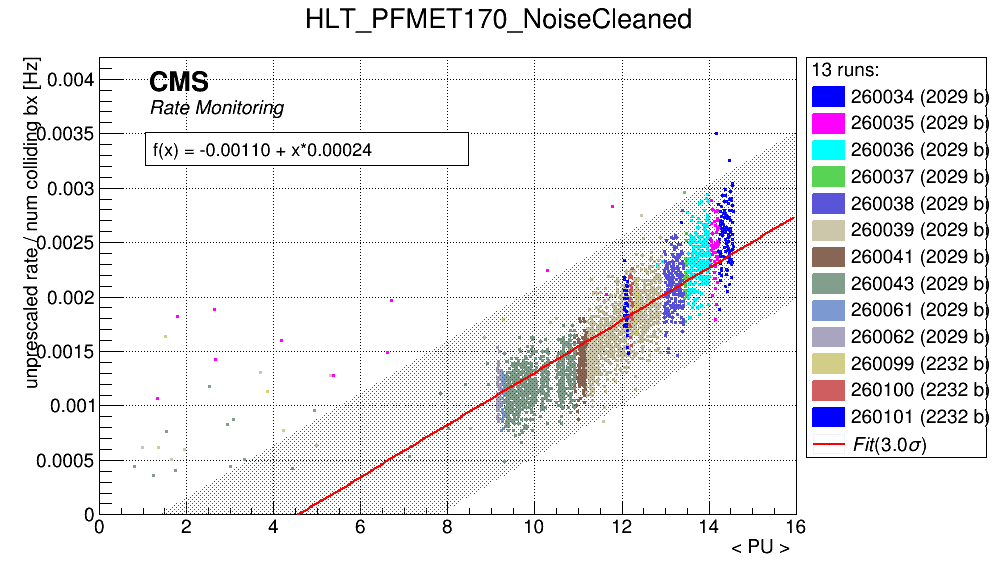 HLT_PFMET170_NoiseCleaned
unprescaled rate / num colliding bx [Hz]
0.004
0.0035
0.003
0.0025
0.002
0.0015
0.001
0.0005
0
CMS
Rate Monitoring
f(x) = -0.00110 + x*0.00024
0 2 4 6 8 10 12 14 16
< PU >
13 runs:
260034 (2029 b)
260035 (2029 b)
260036 (2029 b)
260037 (2029 b)
260038 (2029 b)
260039 (2029 b)
260041 (2029 b)
260043 (2029 b)
260061 (2029 b)
260062 (2029 b)
260099 (2232 b)
260100 (2232 b)
260101 (2232 b)
Fit(3.0σ)